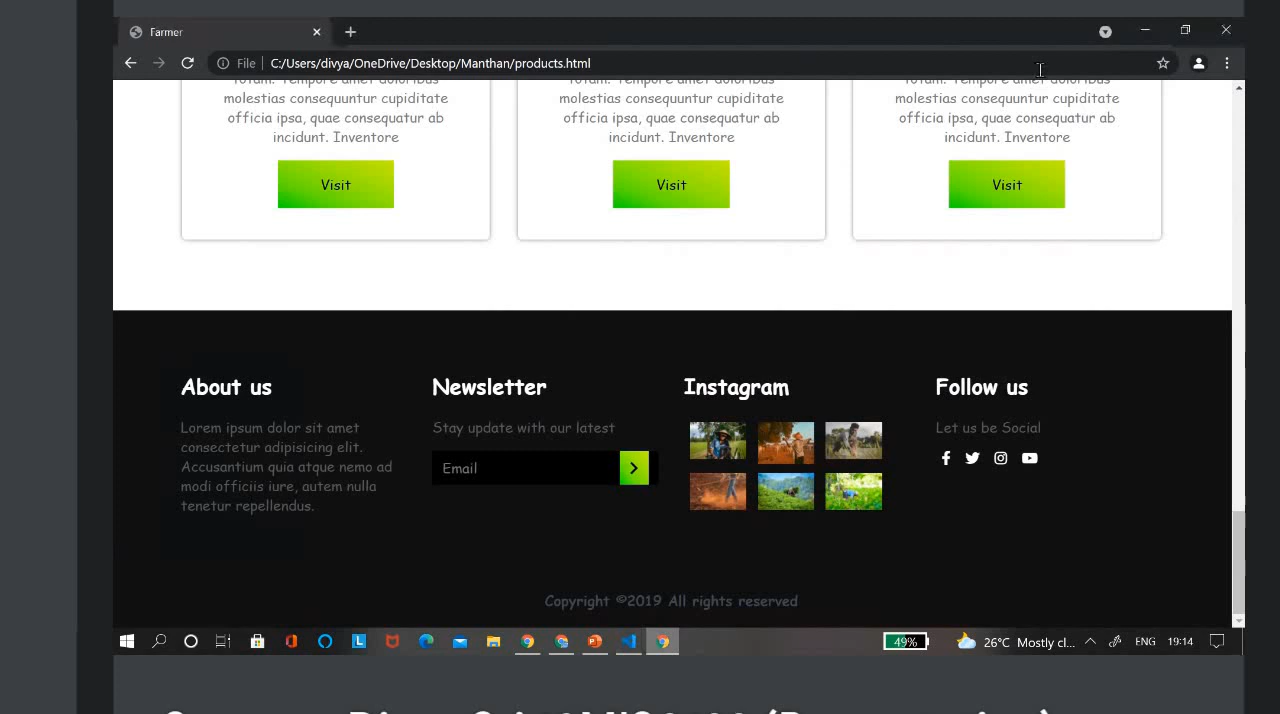 Farmer
File C:/Users/divya/OneDrive/Desktop/Manthan/products.html
molestias consequuntur cupiditate
officia ipsa, quae consequatur ab
incidunt. Inventore
Visit
molestias consequuntur cupiditate
officia ipsa, quae consequatur ab
incidunt. Inventore
Visit
molestias consequuntur cupiditate
officia ipsa, quae consequatur ab
incidunt. Inventore
Visit
About us
Lorem ipsum dolor sit amet
consectetur adipisicing elit.
Accusantium quia atque nemo ad
modi officiis iure, autem nulla
tenetur repellendus.
Newsletter
Stay update with our latest
Email
Instagram
Follow us
Let us be Social
Copyright ©2019 All rights reserved
49%
26°C Mostly cl...
ENG
19:14